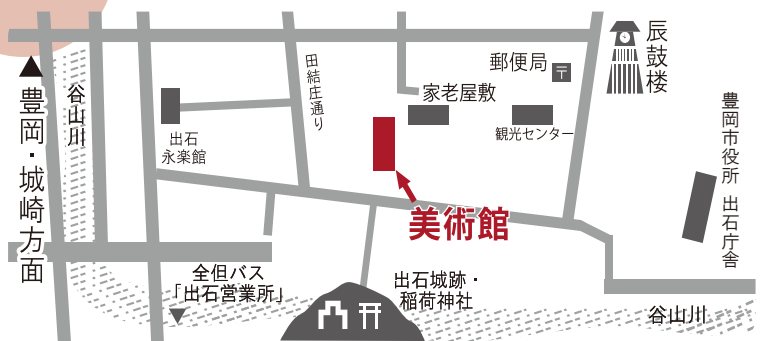 辰鼓楼
郵便局
〒
田結庄通り
家老屋敷
谷山川
▲豊岡・城崎方面
豊岡市役所 出石庁舎
観光センター
出石
永楽館
美術館
全但バス
「出石営業所」
出石城跡・
稲荷神社
谷山川